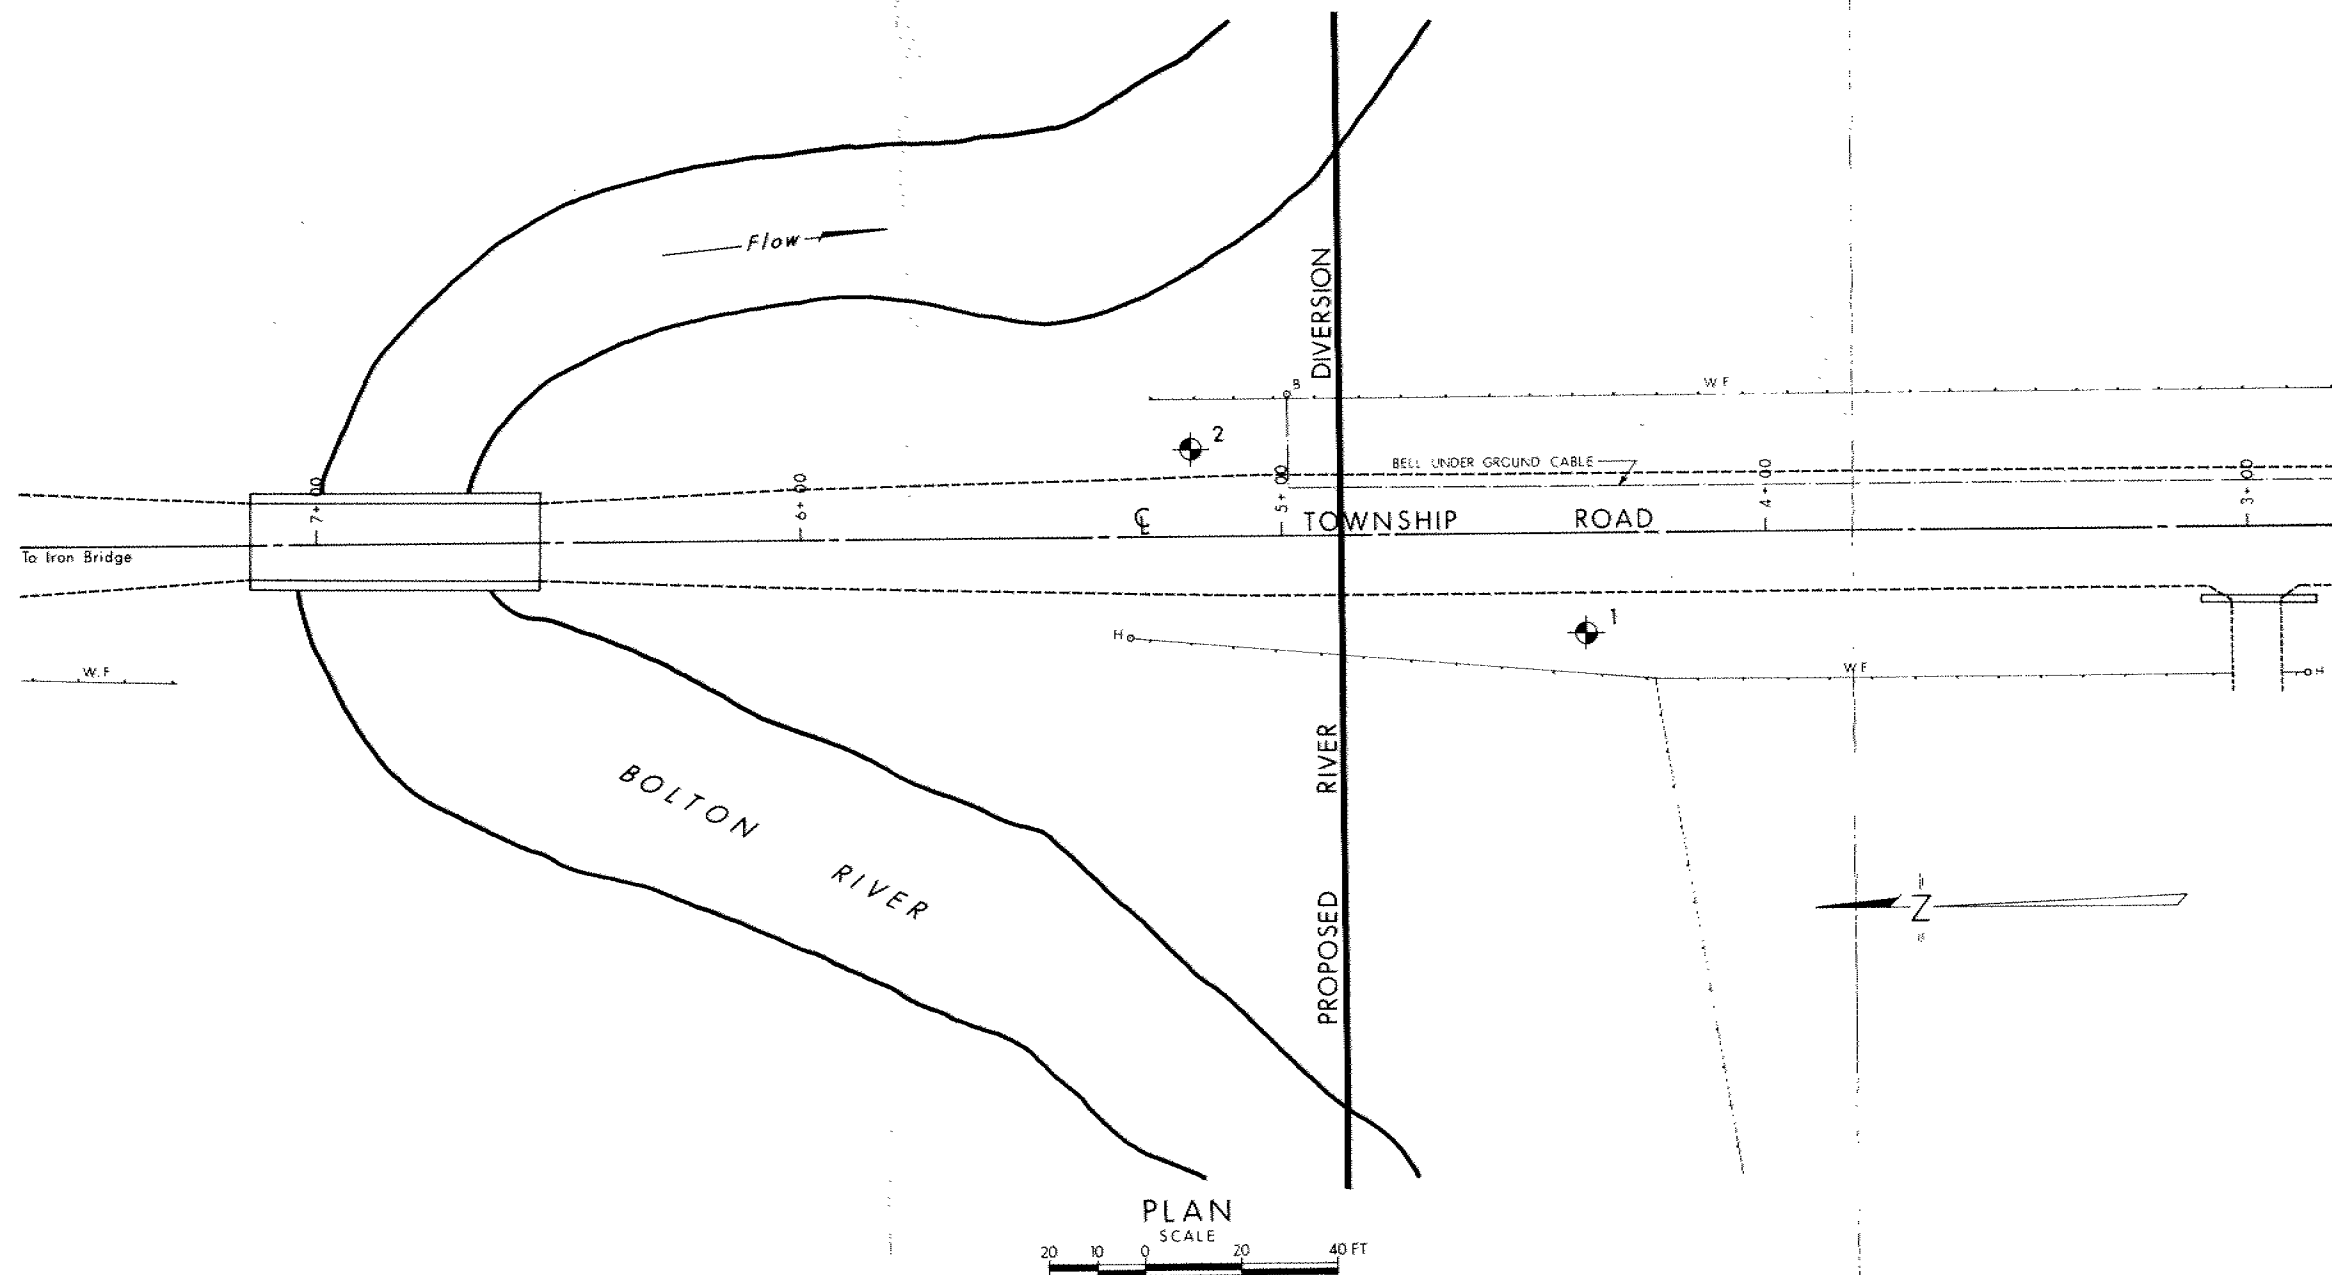 Flow
DIVERSION
B
W.F
2
BELL UNDER GROUND CABLE
7+00
6+00
5+00
4+00
3+00
℄ TOWNSHIP ROAD
To Iron Bridge
1
H
W.F
W.F
H
RIVER
BOLTON
RIVER
PROPOSED
N
PLAN
SCALE
20 10 0 20 40 FT